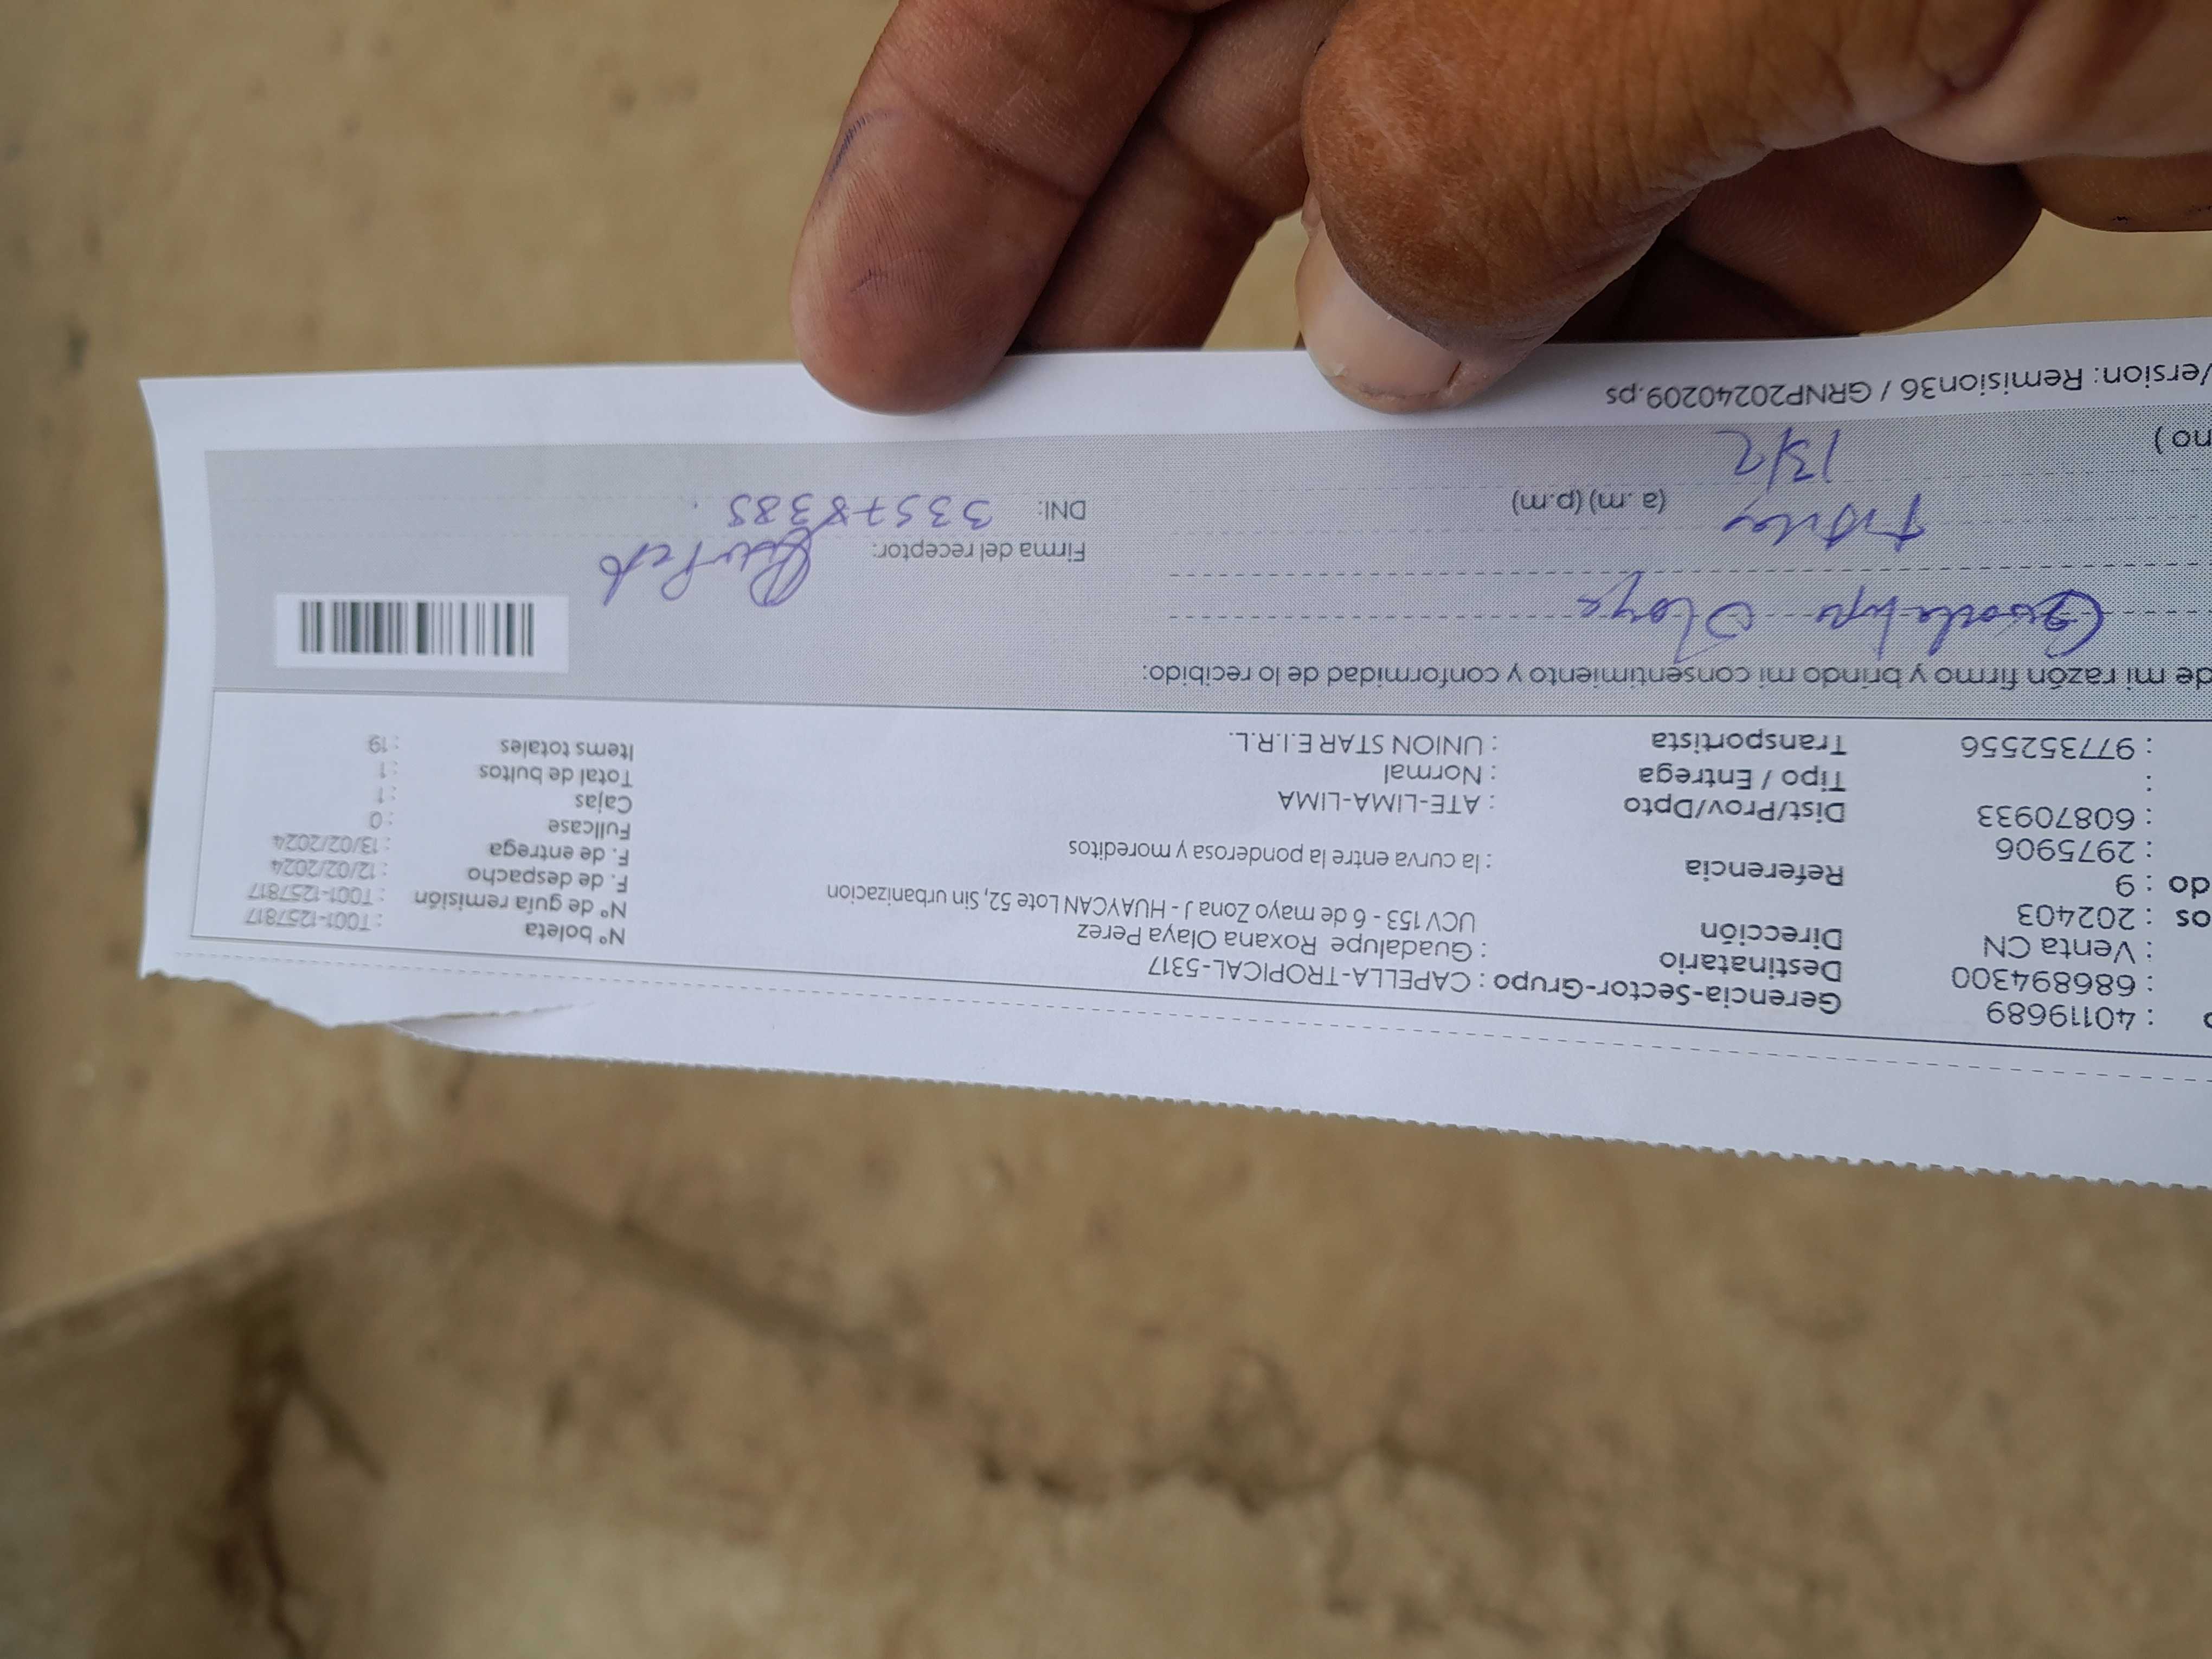 : 40119689
: 686894300
: Venta CN
os : 202403
do : 9
: 2975906
: 60870933
:
: 977352556
Gerencia-Sector-Grupo : CAPELLA-TROPICAL-5317
Destinatario : Guadalupe Roxana Olaya Perez
Dirección UCV 153 - 6 de mayo Zona J - HUAYCAN Lote 52, Sin urbanizacion
Referencia : la curva entre la ponderosa y moreditos
Dist/Prov/Dpto : ATE-LIMA-LIMA
Tipo / Entrega : Normal
Transportista : UNION STAR E.I.R.L.
N° boleta : T001-1257817
N° de guía remisión : T001-1257817
F. de despacho : 12/02/2024
F. de entrega : 13/02/2024
Fullcase : 0
Cajas : 1
Total de bultos : 1
Items totales : 19
de mi razón firmo y brindo mi consentimiento y conformidad de lo recibido:
Guadalupe Olaya
(a.m) (p.m)
13/2
no)
Firma del receptor:
DNI: 33578385
Version: Remision36 / GRNP20240209.ps